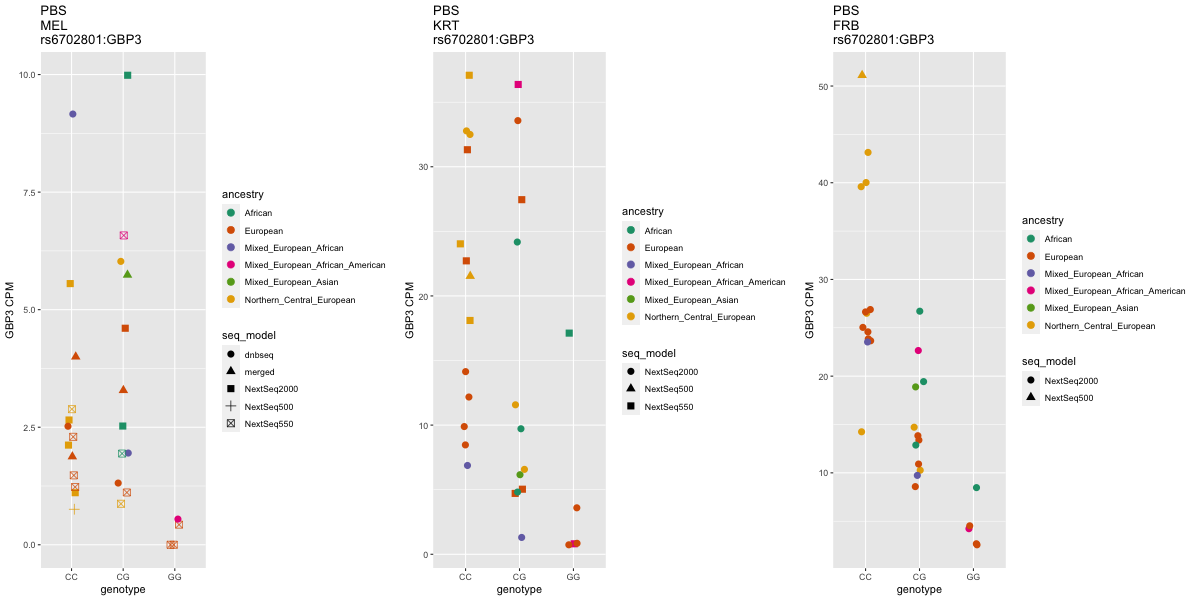 PBS
MEL
rs6702801:GBP3
10.0
7.5
5.0
2.5
0.0
GBP3 CPM
CC
CG
GG
genotype
ancestry
African
European
Mixed_European_African
Mixed_European_African_American
Mixed_European_Asian
Northern_Central_European
seq_model
dnbseq
merged
NextSeq2000
NextSeq500
NextSeq550
PBS
KRT
rs6702801:GBP3
30
20
10
0
GBP3 CPM
CC
CG
GG
genotype
ancestry
African
European
Mixed_European_African
Mixed_European_African_American
Mixed_European_Asian
Northern_Central_European
seq_model
NextSeq2000
NextSeq500
NextSeq550
PBS
FRB
rs6702801:GBP3
50
40
30
20
10
GBP3 CPM
CC
CG
GG
genotype
ancestry
African
European
Mixed_European_African
Mixed_European_African_American
Mixed_European_Asian
Northern_Central_European
seq_model
NextSeq2000
NextSeq500